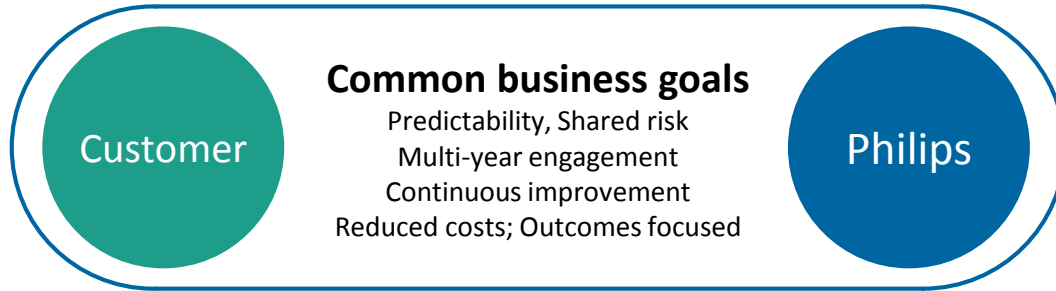 Common business goals
Predictability, Shared risk
Multi-year engagement
Continuous improvement
Reduced costs; Outcomes focused
Customer
Philips